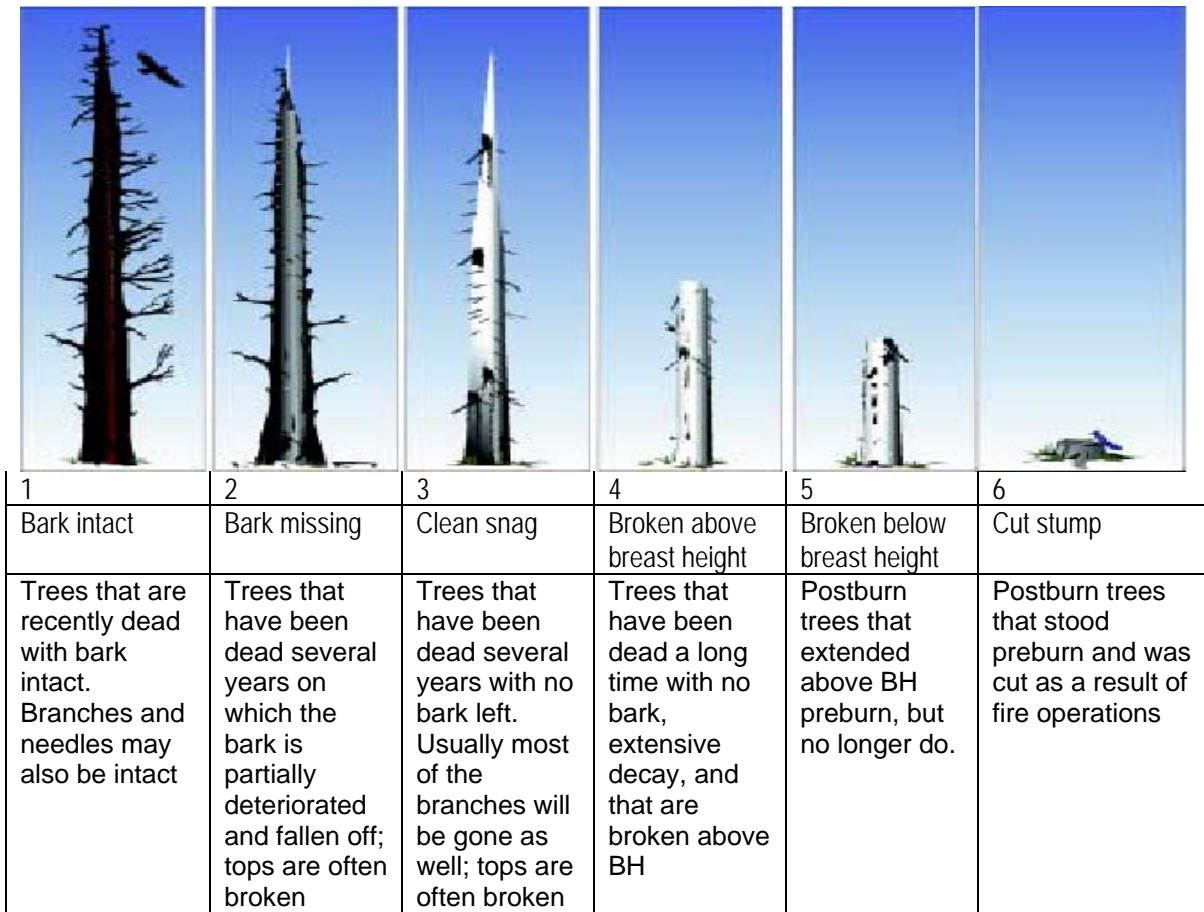 1
Bark intact
Trees that are
recently dead
with bark
intact.
Branches and
needles may
also be intact
2
Bark missing
Trees that
have been
dead several
years on
which the
bark is
partially
deteriorated
and fallen off;
tops are often
broken
3
Clean snag
Trees that
have been
dead several
years with no
bark left.
Usually most
of the
branches will
be gone as
well; tops are
often broken
4
Broken above
breast height
Trees that
have been
dead a long
time with no
bark,
extensive
decay, and
that are
broken above
BH
5
Broken below
breast height
Postburn
trees that
extended
above BH
preburn, but
no longer do.
6
Cut stump
Postburn trees
that stood
preburn and was
cut as a result of
fire operations